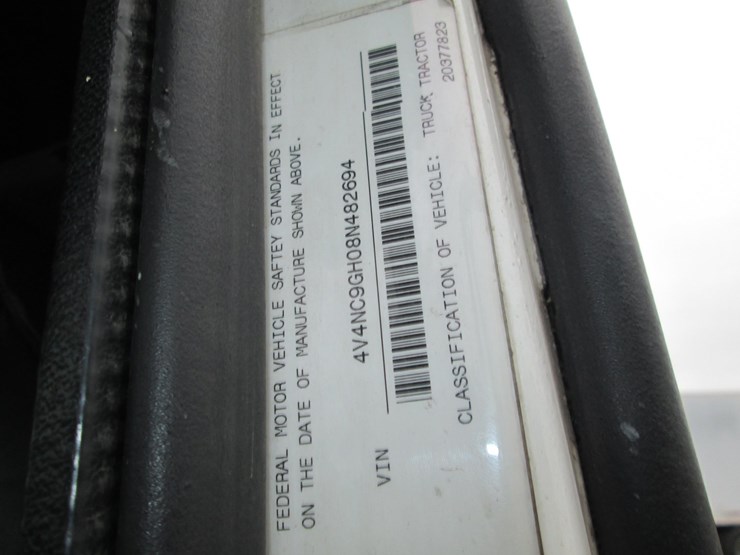 FEDERAL MOTOR VEHICLE SAFTEY STANDARDS IN EFFECT
ON THE DATE OF MANUFACTURE SHOWN ABOVE.
VIN 4V4NC9GH08N482694
CLASSIFICATION OF VEHICLE: TRUCK TRACTOR
20377823